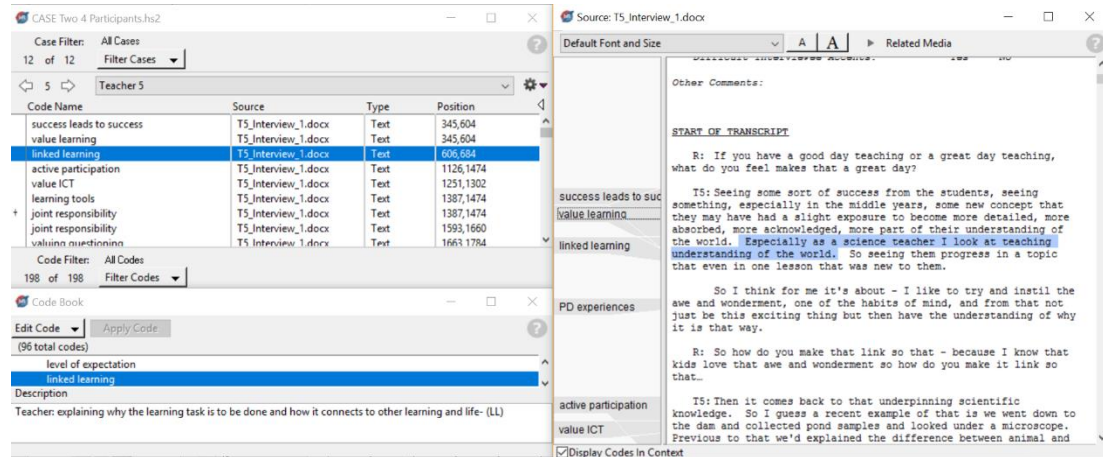 CASE Two 4 Participants.hs2
Case Filter: All Cases
12 of 12 Filter Cases
5 Teacher 5
Code Name Source Type Position
success leads to success T5_Interview_1.docx Text 345,604
value learning T5_Interview_1.docx Text 345,604
linked learning T5_Interview_1.docx Text 606,684
active participation T5_Interview_1.docx Text 1126,1474
value ICT T5_Interview_1.docx Text 1251,1302
learning tools T5_Interview_1.docx Text 1387,1474
+ joint responsibility T5_Interview_1.docx Text 1387,1474
joint responsibility T5_Interview_1.docx Text 1593,1660
valuing questioning T5_Interview_1.docx Text 1663,1784
Code Filter: All Codes
198 of 198 Filter Codes
Code Book
Edit Code Apply Code
(96 total codes)
level of expectation
linked learning
Description
Teacher: explaining why the learning task is to be done and how it connects to other learning and life- (LL)
Source: T5_Interview_1.docx
Default Font and Size A A Related Media
success leads to suc
value learning
linked learning
PD experiences
active participation
value ICT
Difficult Interviewee Accents: Yes No
Other Comments:
START OF TRANSCRIPT
R: If you have a good day teaching or a great day teaching,
what do you feel makes that a great day?
T5: Seeing some sort of success from the students, seeing
something, especially in the middle years, some new concept that
they may have had a slight exposure to become more detailed, more
absorbed, more acknowledged, more part of their understanding of
the world. Especially as a science teacher I look at teaching
understanding of the world. So seeing them progress in a topic
that even in one lesson that was new to them.
So I think for me it's about - I like to try and instil the
awe and wonderment, one of the habits of mind, and from that not
just be this exciting thing but then have the understanding of why
it is that way.
R: So how do you make that link so that - because I know that
kids love that awe and wonderment so how do you make it link so
that…
T5: Then it comes back to that underpinning scientific
knowledge. So I guess a recent example of that is we went down to
the dam and collected pond samples and looked under a microscope.
Previous to that we'd explained the difference between animal and
Display Codes In Context